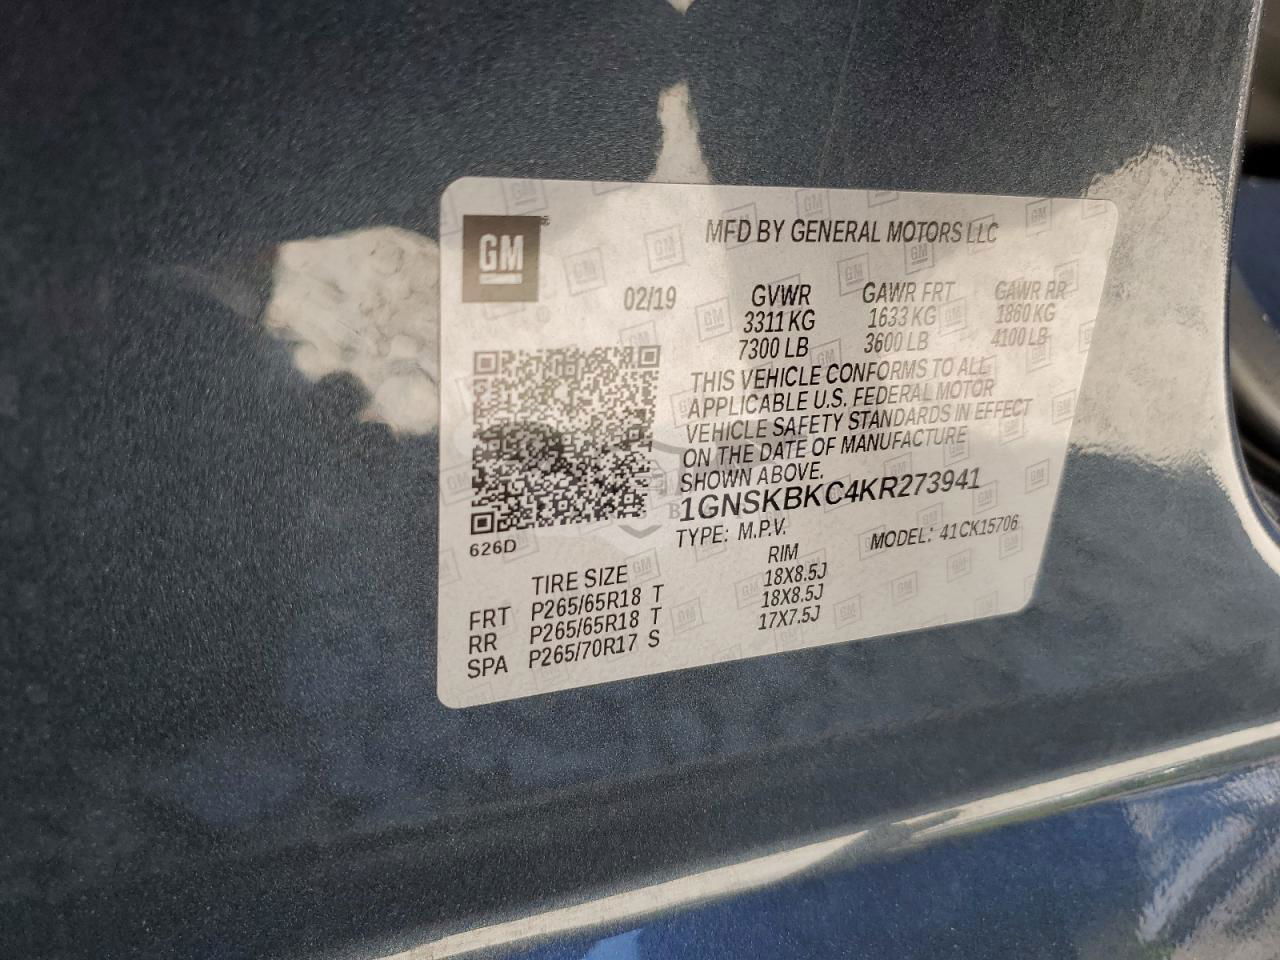 GM
MFD BY GENERAL MOTORS LLC
02/19
GVWR GAWR FRT GAWR RR
3311 KG 1633 KG 1860 KG
7300 LB 3600 LB 4100 LB
THIS VEHICLE CONFORMS TO ALL
APPLICABLE U.S. FEDERAL MOTOR
VEHICLE SAFETY STANDARDS IN EFFECT
ON THE DATE OF MANUFACTURE
SHOWN ABOVE.
1GNSKBKC4KR273941
TYPE: M.P.V. MODEL: 41CK15706
626D
TIRE SIZE RIM
FRT P265/65R18 T 18X8.5J
RR P265/65R18 T 18X8.5J
SPA P265/70R17 S 17X7.5J